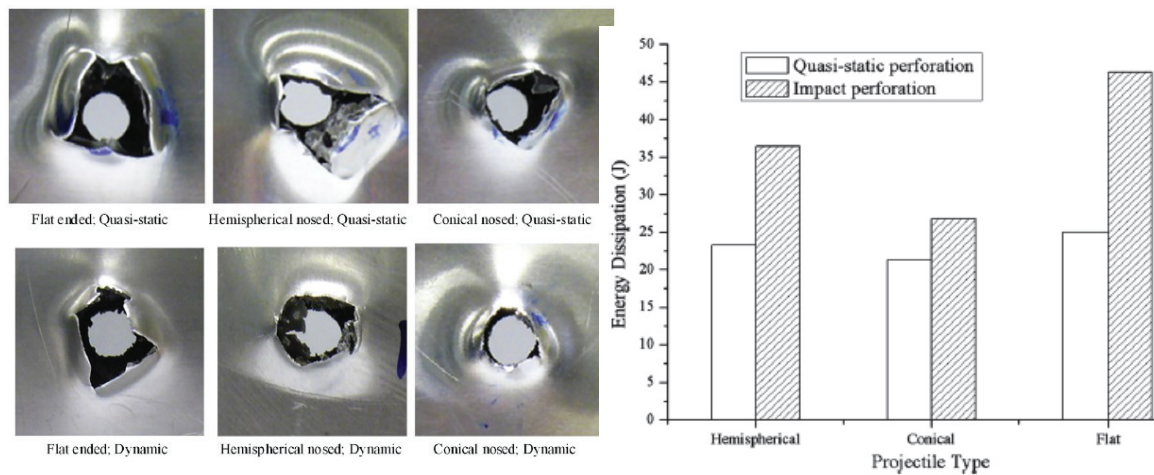 Flat ended; Quasi-static
Hemispherical nosed; Quasi-static
Conical nosed; Quasi-static
Flat ended; Dynamic
Hemispherical nosed; Dynamic
Conical nosed; Dynamic
50
45
40
35
30
25
20
15
10
5
0
Energy Dissipation (J)
Quasi-static perforation
Impact perforation
Hemispherical
Conical
Flat
Projectile Type